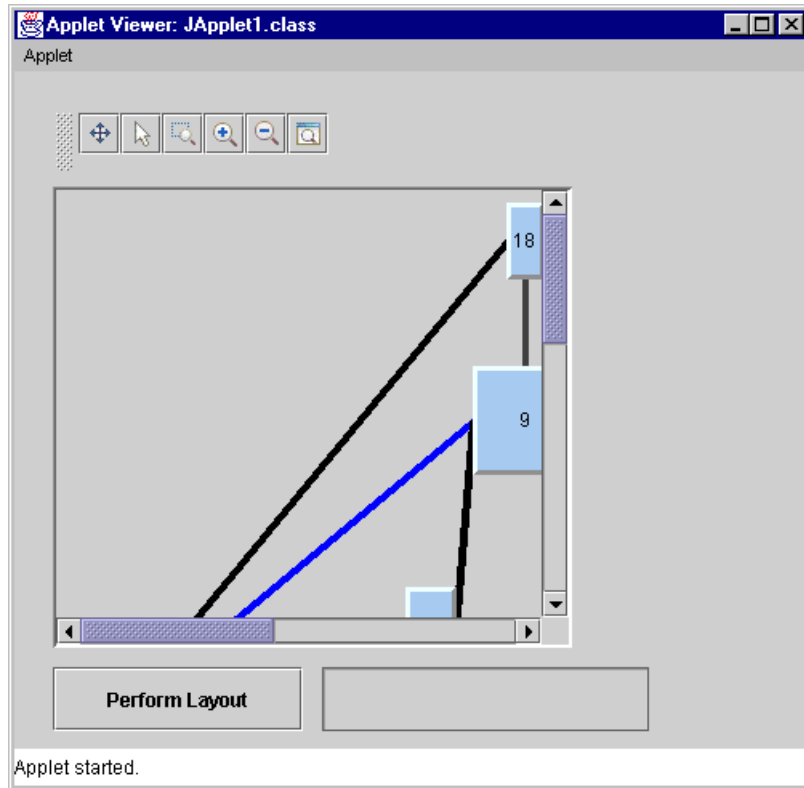 Applet Viewer: JApplet1.class
Applet
18
9
Perform Layout
Applet started.